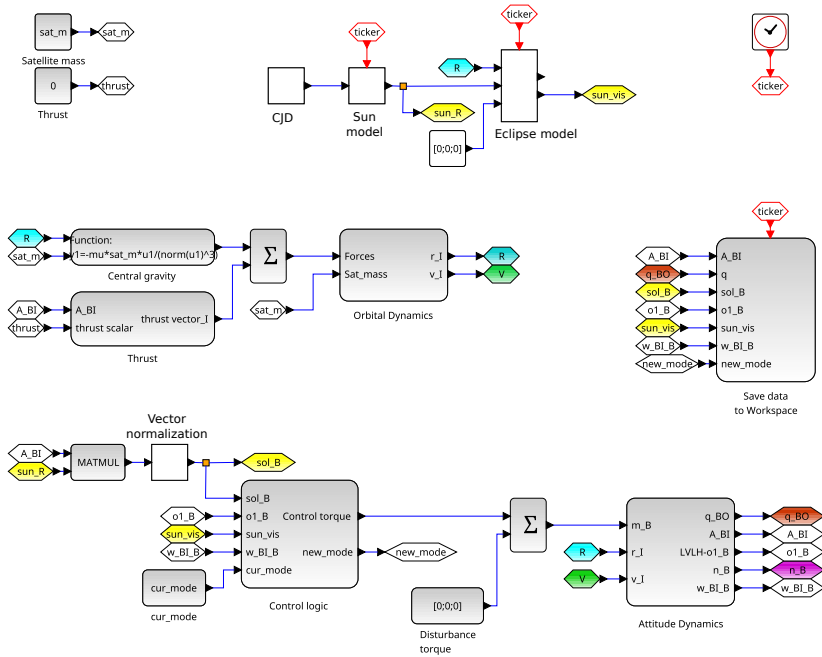 sat_m
sat_m
Satellite mass
0
thrust
Thrust
CJD
ticker
Sun
model
sun_R
R
[0;0;0]
ticker
Eclipse model
sun_vis
ticker
R
sat_m
Function:
y1=-mu*sat_m*u1/(norm(u1)^3)
Central gravity
A_BI
thrust
A_BI
thrust scalar
thrust vector_I
Thrust
Σ
sat_m
Forces
Sat_mass
r_I
v_I
Orbital Dynamics
R
V
ticker
A_BI
q_BO
sol_B
o1_B
sun_vis
w_BI_B
new_mode
A_BI
q
sol_B
o1_B
sun_vis
w_BI_B
new_mode
Save data
to Workspace
A_BI
sun_R
MATMUL
Vector
normalization
sol_B
o1_B
sun_vis
w_BI_B
cur_mode
cur_mode
sol_B
o1_B
sun_vis
w_BI_B
cur_mode
Control torque
new_mode
Control logic
new_mode
[0;0;0]
Disturbance
torque
Σ
R
V
m_B
r_I
v_I
q_BO
A_BI
LVLH-o1_B
n_B
w_BI_B
Attitude Dynamics
q_BO
A_BI
o1_B
n_B
w_BI_B